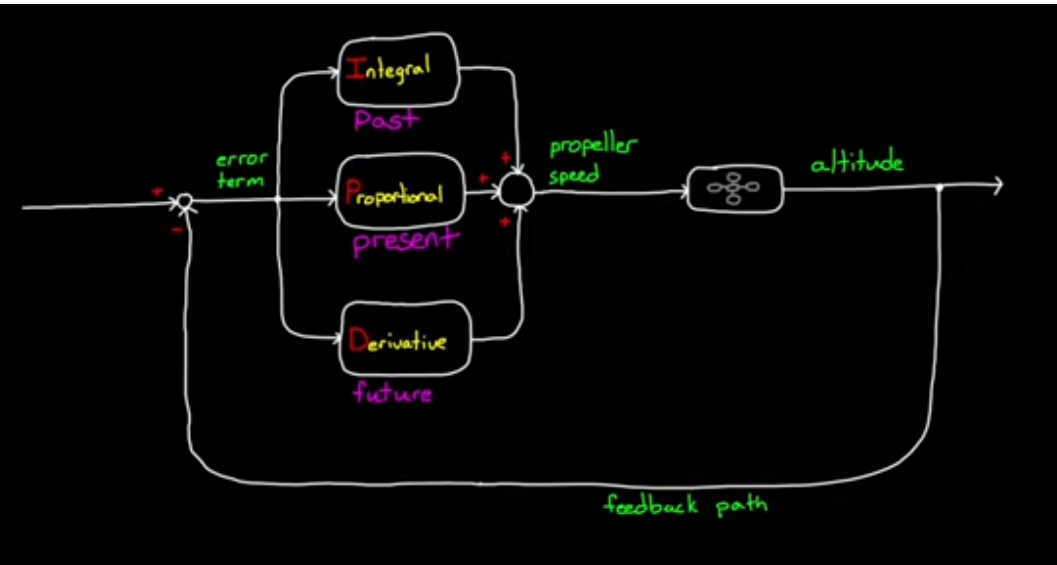 Integral
Past
error
term
+
-
Proportional
present
Derivative
future
+
+
+
propeller
speed
altitude
feedback path